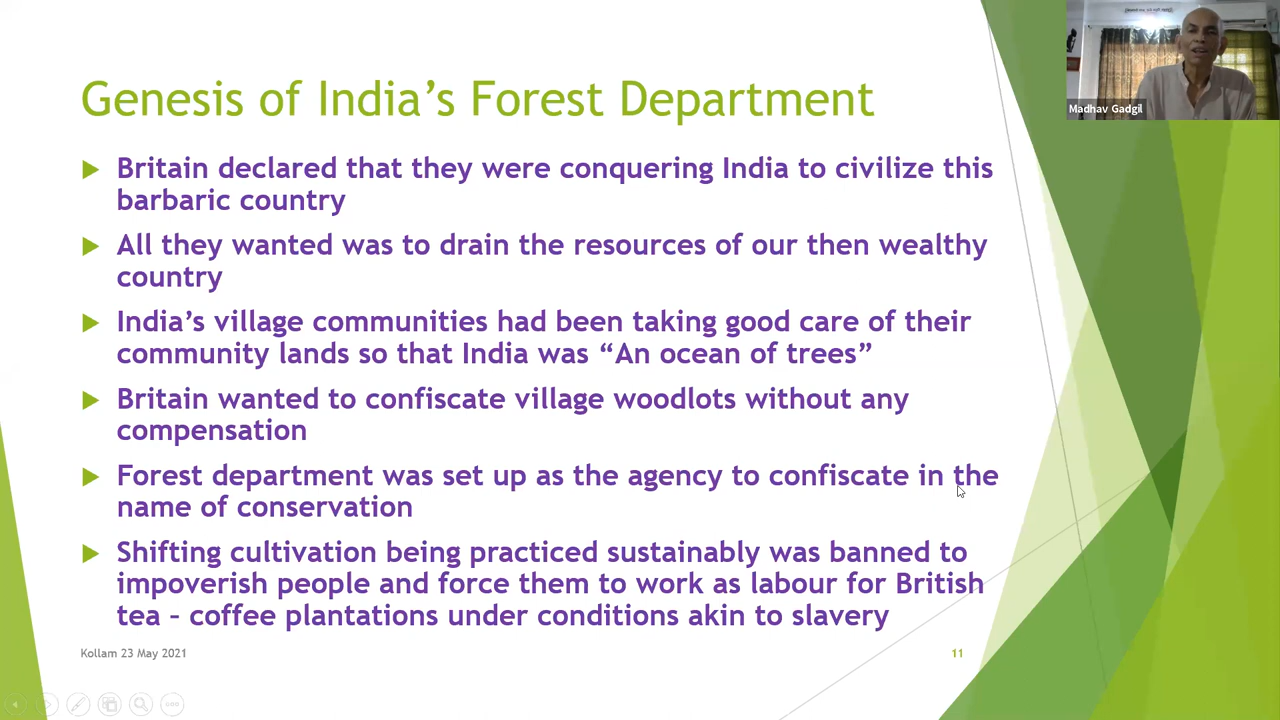 Genesis of India’s Forest Department
Madhav Gadgil
Britain declared that they were conquering India to civilize this
barbaric country
All they wanted was to drain the resources of our then wealthy
country
India’s village communities had been taking good care of their
community lands so that India was “An ocean of trees”
Britain wanted to confiscate village woodlots without any
compensation
Forest department was set up as the agency to confiscate in the
name of conservation
Shifting cultivation being practiced sustainably was banned to
impoverish people and force them to work as labour for British
tea – coffee plantations under conditions akin to slavery
Kollam 23 May 2021
11